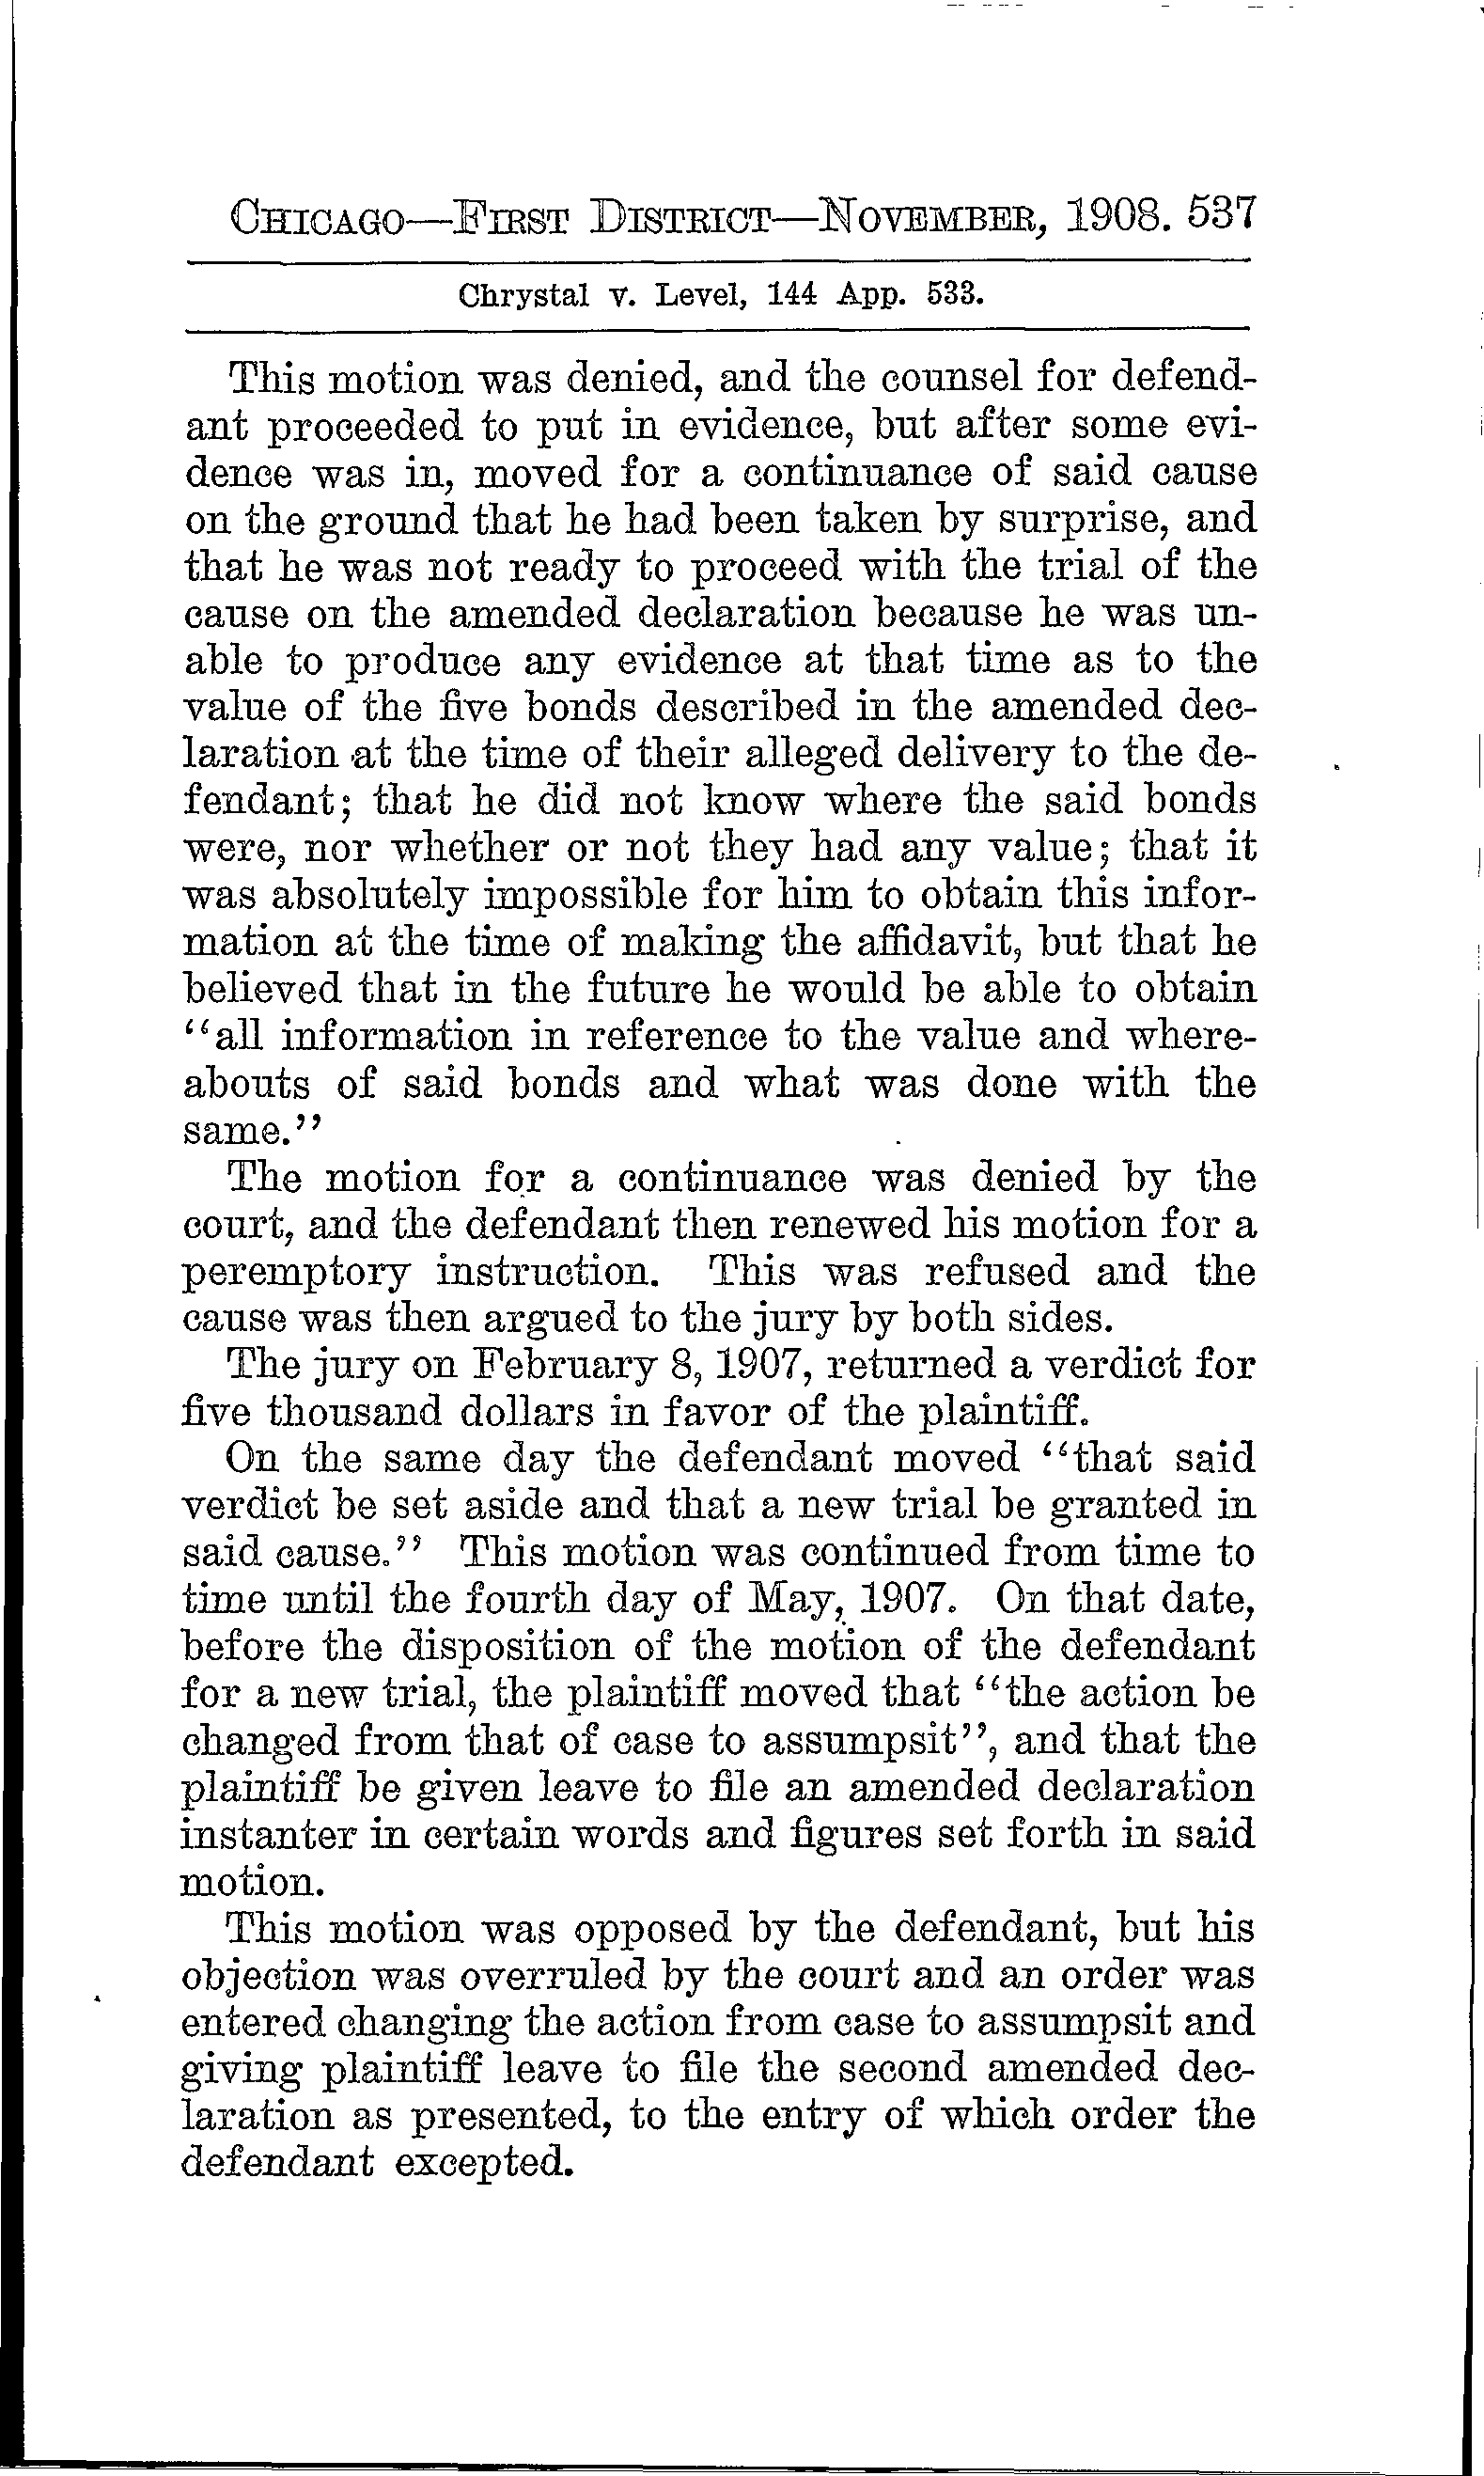 CHICAGO—FIRST DISTRICT—NOVEMBER, 1908. 537
Chrystal v. Level, 144 App. 533.
This motion was denied, and the counsel for defend-
ant proceeded to put in evidence, but after some evi-
dence was in, moved for a continuance of said cause
on the ground that he had been taken by surprise, and
that he was not ready to proceed with the trial of the
cause on the amended declaration because he was un-
able to produce any evidence at that time as to the
value of the five bonds described in the amended dec-
laration at the time of their alleged delivery to the de-
fendant; that he did not know where the said bonds
were, nor whether or not they had any value; that it
was absolutely impossible for him to obtain this infor-
mation at the time of making the affidavit, but that he
believed that in the future he would be able to obtain
"all information in reference to the value and where-
abouts of said bonds and what was done with the
same."
The motion for a continuance was denied by the
court, and the defendant then renewed his motion for a
peremptory instruction. This was refused and the
cause was then argued to the jury by both sides.
The jury on February 8, 1907, returned a verdict for
five thousand dollars in favor of the plaintiff.
On the same day the defendant moved "that said
verdict be set aside and that a new trial be granted in
said cause." This motion was continued from time to
time until the fourth day of May, 1907. On that date,
before the disposition of the motion of the defendant
for a new trial, the plaintiff moved that "the action be
changed from that of case to assumpsit", and that the
plaintiff be given leave to file an amended declaration
instanter in certain words and figures set forth in said
motion.
This motion was opposed by the defendant, but his
objection was overruled by the court and an order was
entered changing the action from case to assumpsit and
giving plaintiff leave to file the second amended dec-
laration as presented, to the entry of which order the
defendant excepted.